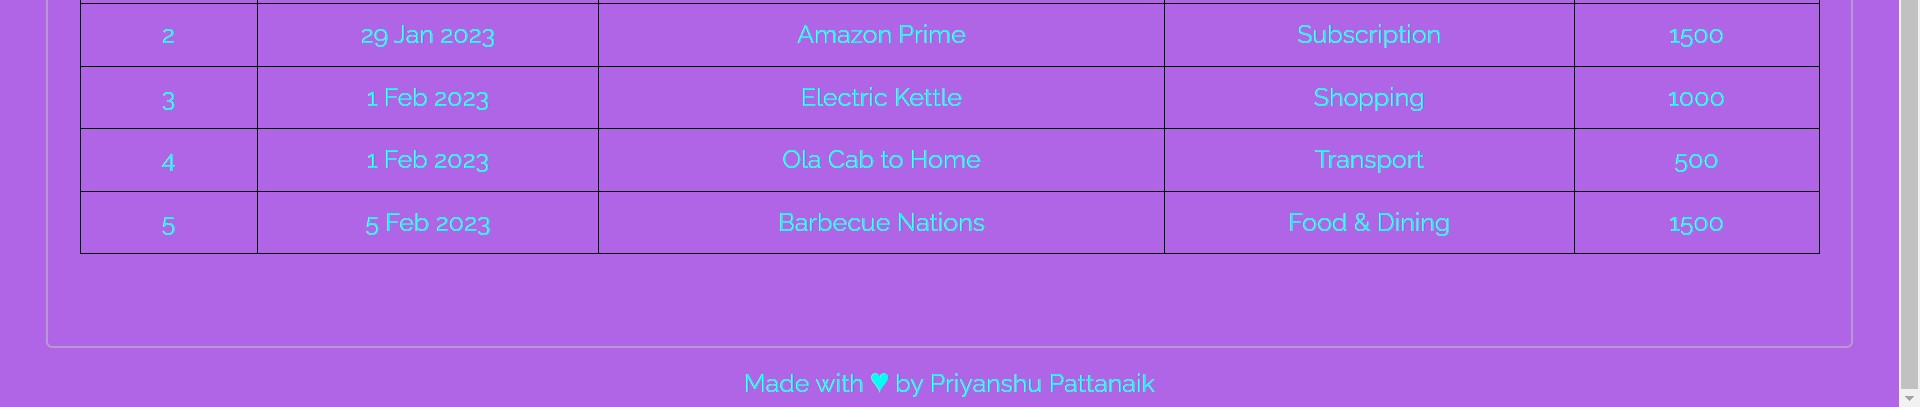 2 29 Jan 2023 Amazon Prime Subscription 1500
3 1 Feb 2023 Electric Kettle Shopping 1000
4 1 Feb 2023 Ola Cab to Home Transport 500
5 5 Feb 2023 Barbecue Nations Food & Dining 1500
Made with ♥ by Priyanshu Pattanaik